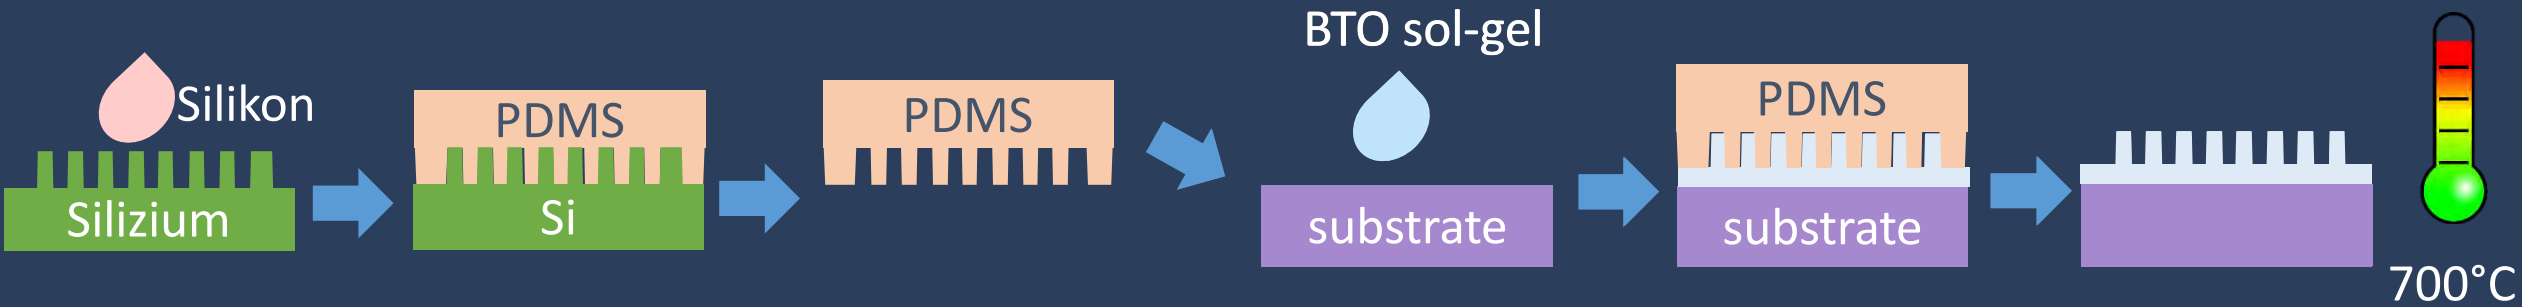 Silikon
Silizium
PDMS
Si
PDMS
BTO sol-gel
substrate
PDMS
substrate
700°C